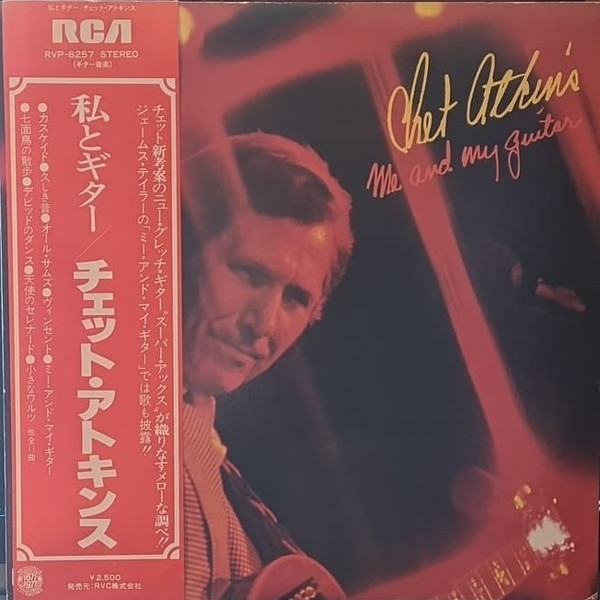 私とギター/チェット・アトキンス
RCA
RVP-6257 STEREO
(ギター音楽)
チェット新考案のニュー・グレッチ・ギター“スーパー・アックス”が織りなすメローな調べ!!
ジェームス・テイラーの「ミー・アンド・マイ・ギター」では歌も披露!!
私とギター/チェット・アトキンス
●カスケイド●久しき昔●オール・サムズ●ヴィンセント●ミー・アンド・マイ・ギター
●七面鳥の散歩●デビッドのダンス●天使のセレナード●小さなワルツ 他全11曲
¥2,500
発売元:RVC株式会社
1877 1977
Chet Atkins
Me and my guitar